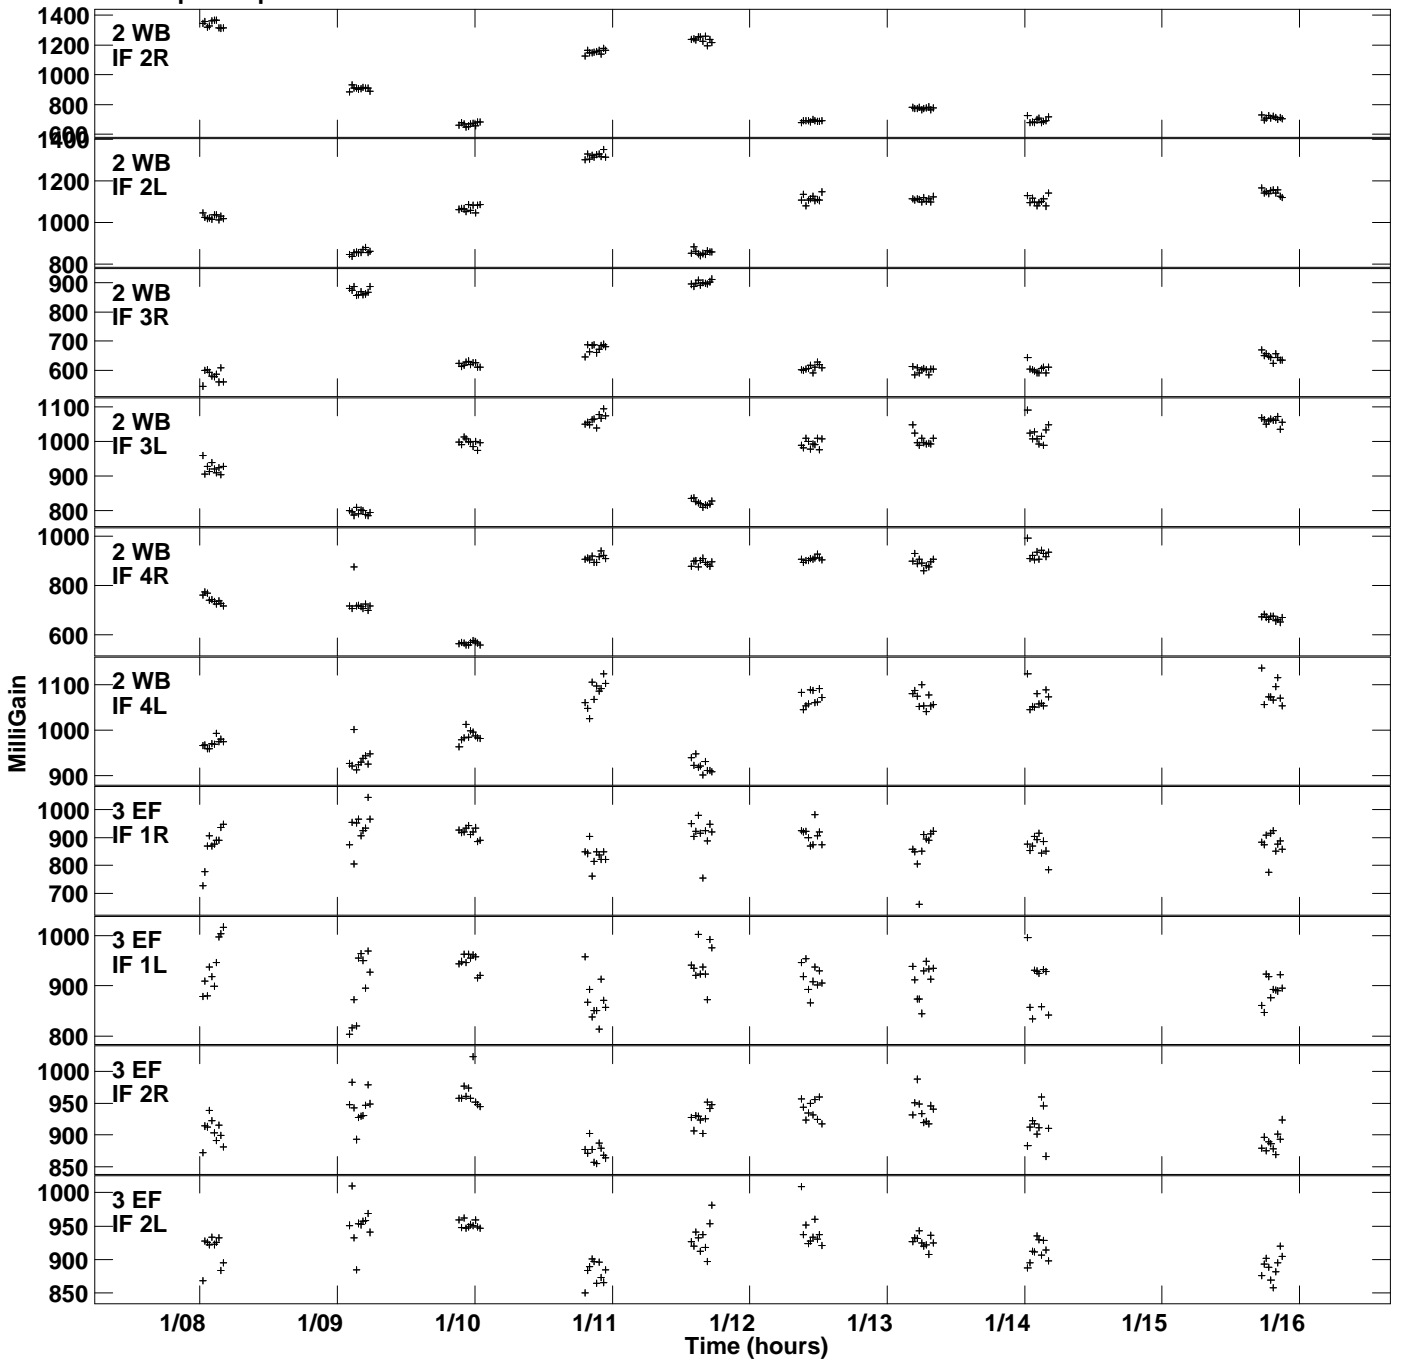 1400
1200
1000
800
600
2 WB
IF 2R
1400
1200
1000
800
2 WB
IF 2L
900
800
700
600
2 WB
IF 3R
1100
1000
900
800
2 WB
IF 3L
1000
800
600
2 WB
IF 4R
1100
1000
900
2 WB
IF 4L
1000
900
800
700
3 EF
IF 1R
1000
900
800
3 EF
IF 1L
1000
950
900
850
3 EF
IF 2R
1000
950
900
850
3 EF
IF 2L
MilliGain
1/08 1/09 1/10 1/11 1/12 1/13 1/14 1/15 1/16
Time (hours)